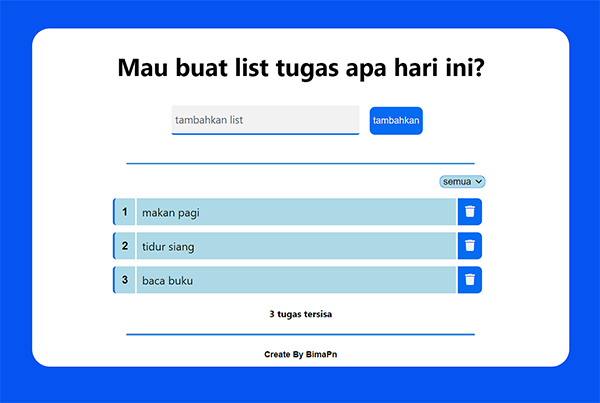 Mau buat list tugas apa hari ini?
tambahkan list
tambahkan
semua
1 makan pagi
2 tidur siang
3 baca buku
3 tugas tersisa
Create By BimaPn